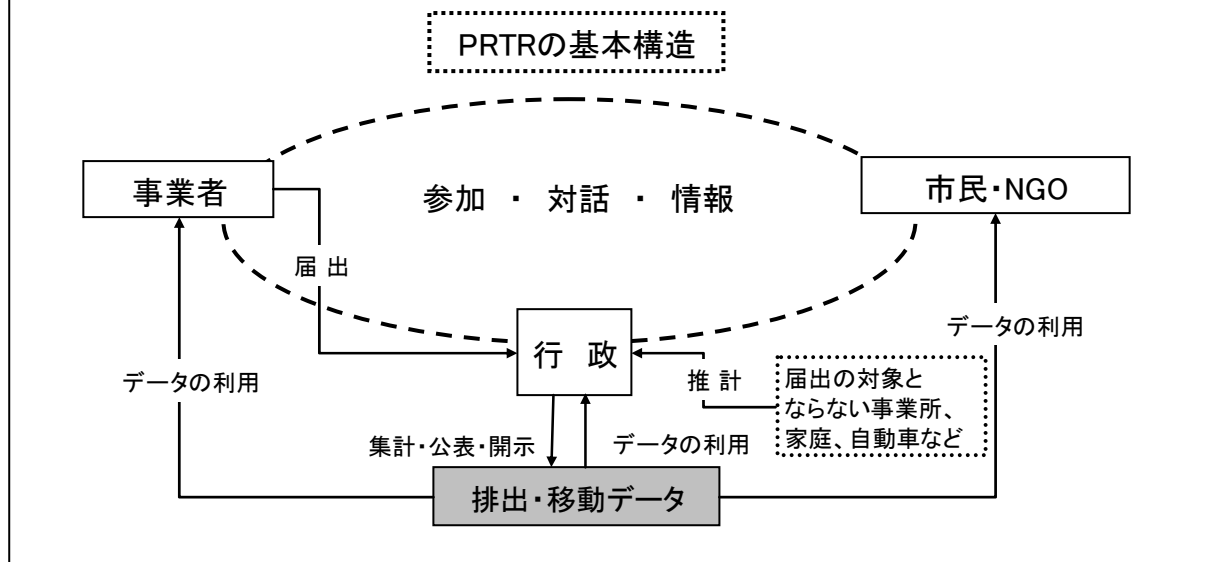 PRTRの基本構造
事業者
参加 ・ 対話 ・ 情報
市民・NGO
届 出
データの利用
行 政
データの利用
推 計
届出の対象と
ならない事業所、
家庭、自動車など
集計・公表・開示
データの利用
排出・移動データ